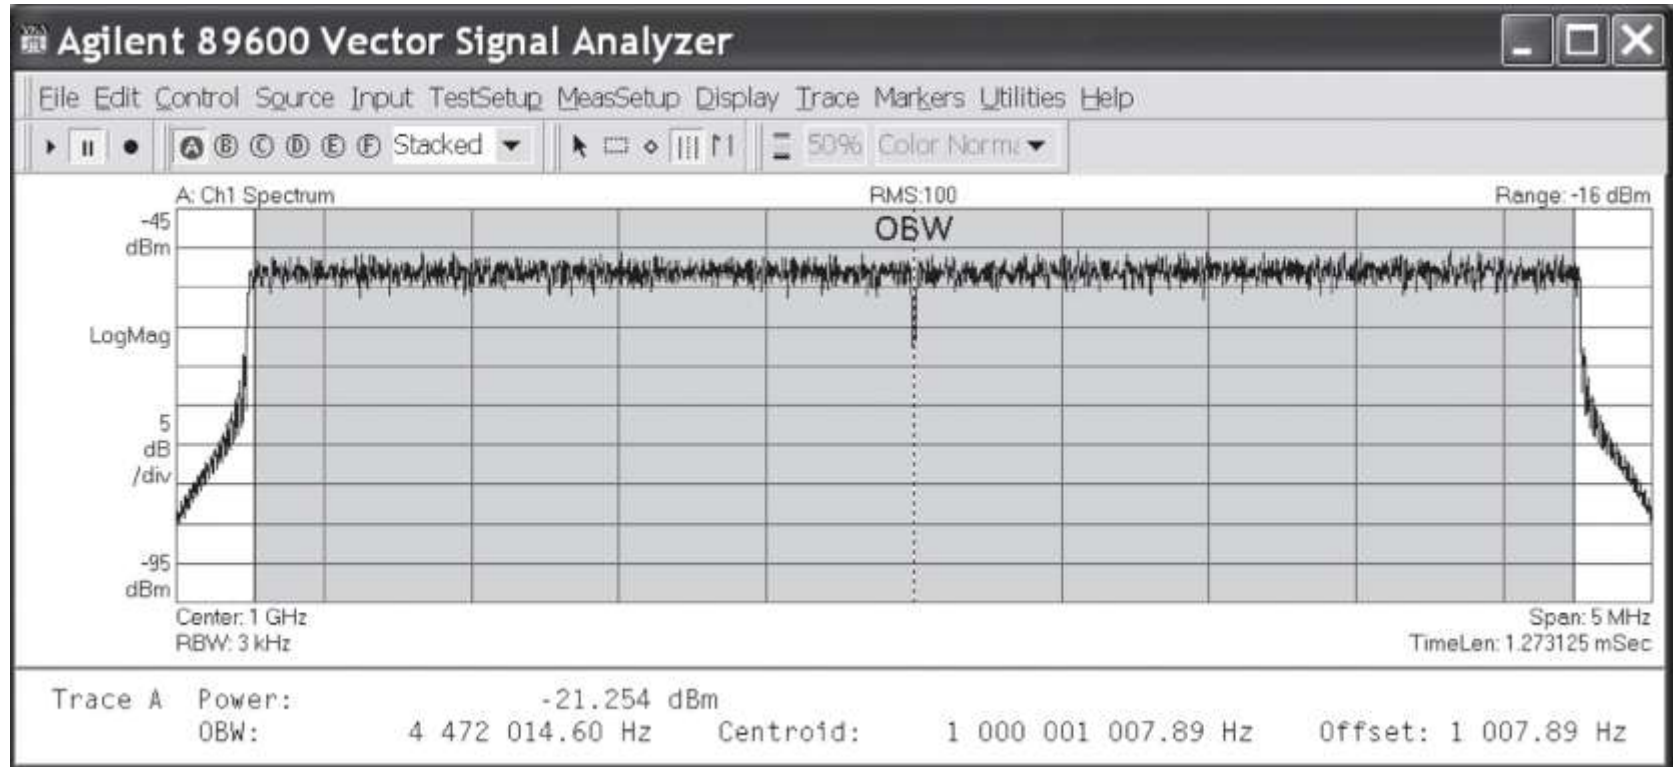 Agilent 89600 Vector Signal Analyzer
File Edit Control Source Input TestSetup MeasSetup Display Trace Markers Utilities Help
A B C D E F Stacked 50% Color Norma
A: Ch1 Spectrum RMS:100 Range: -16 dBm
OBW
-45
dBm
LogMag
5
dB
/div
-95
dBm
Center: 1 GHz Span: 5 MHz
RBW: 3 kHz TimeLen: 1.273125 mSec
Trace A Power: -21.254 dBm
OBW: 4 472 014.60 Hz Centroid: 1 000 001 007.89 Hz Offset: 1 007.89 Hz